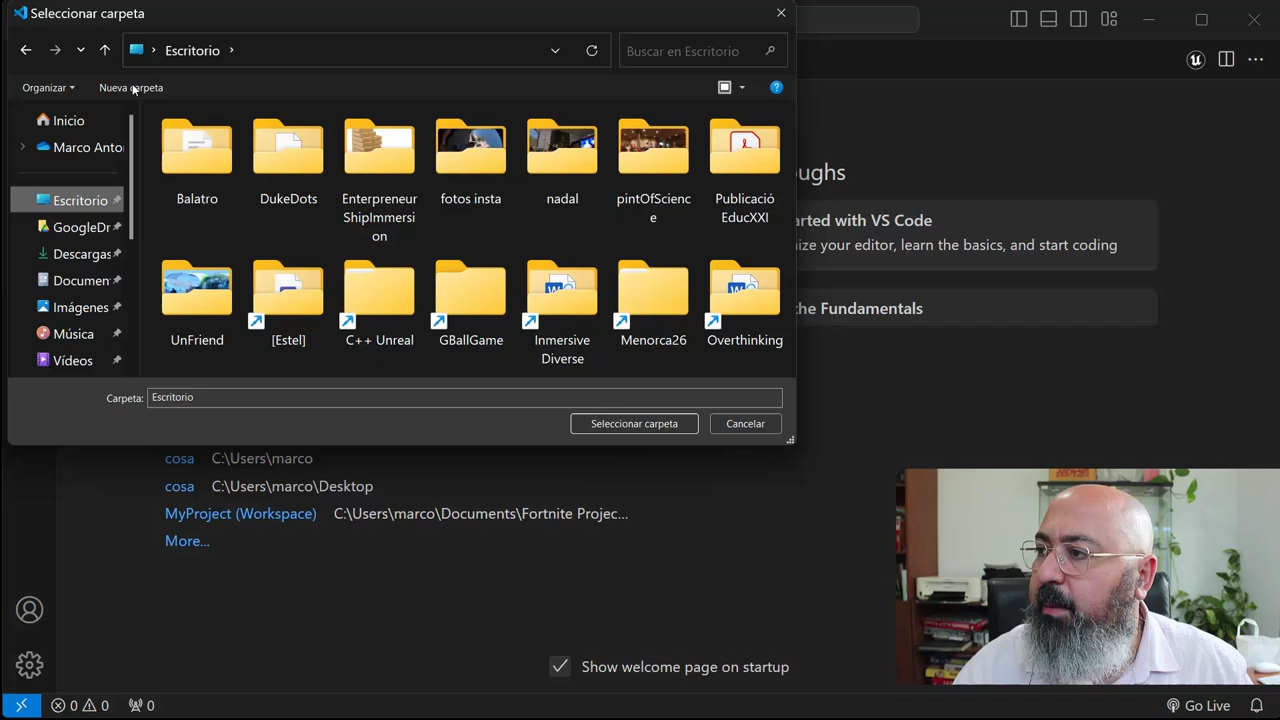 Seleccionar carpeta
Escritorio
Buscar en Escritorio
Organizar
Nueva carpeta
Inicio
Marco Anto
Escritorio
GoogleDr
Descargas
Documen
Imágenes
Música
Vídeos
Balatro
DukeDots
Enterpreneur
ShipImmersi
on
fotos insta
nadal
pintOfScienc
e
Publicació
EducXXI
UnFriend
[Estel]
C++ Unreal
GBallGame
Inmersive
Diverse
Menorca26
Overthinking
Carpeta:
Escritorio
Seleccionar carpeta
Cancelar
oughs
arted with VS Code
ize your editor, learn the basics, and start coding
the Fundamentals
cosa C:\Users\marco
cosa C:\Users\marco\Desktop
MyProject (Workspace) C:\Users\marco\Documents\Fortnite Projec...
More...
Show welcome page on startup
0 0 0
Go Live